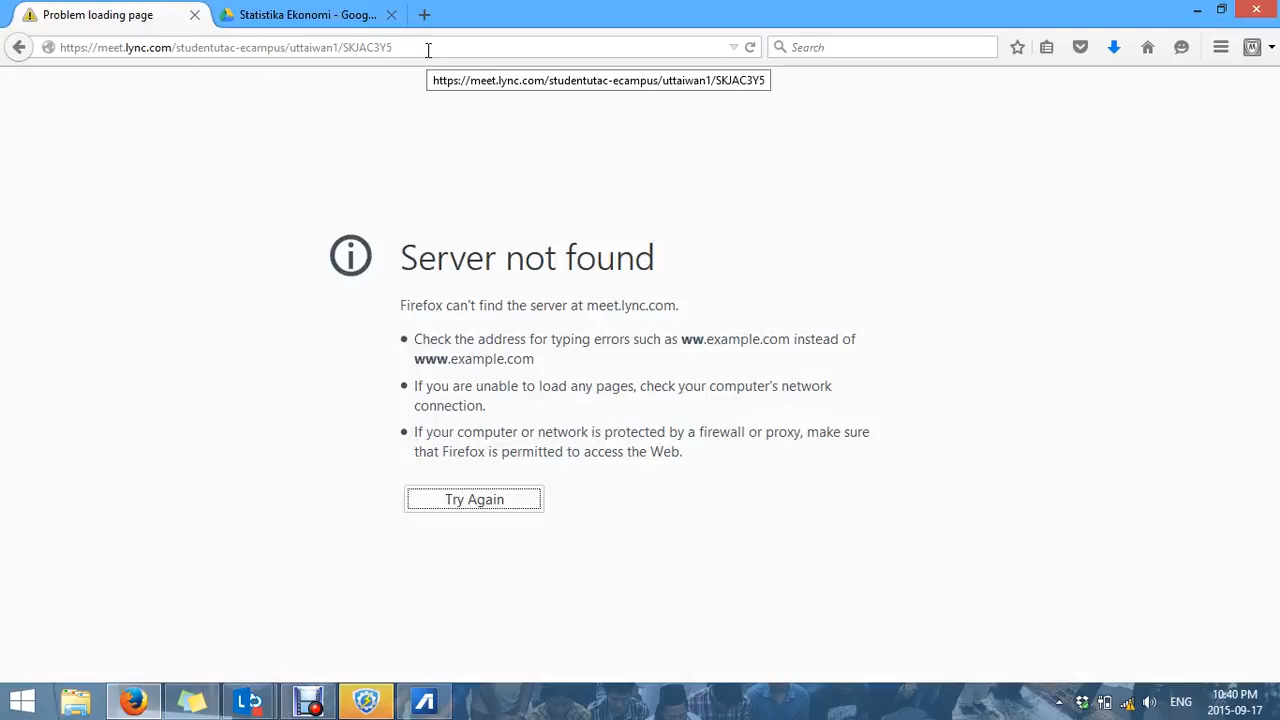 Problem loading page
Statistika Ekonomi - Goog...
https://meet.lync.com/studentutac-ecampus/uttaiwan1/SKJAC3Y5
Search
https://meet.lync.com/studentutac-ecampus/uttaiwan1/SKJAC3Y5
Server not found
Firefox can't find the server at meet.lync.com.
Check the address for typing errors such as ww.example.com instead of
www.example.com
If you are unable to load any pages, check your computer's network
connection.
If your computer or network is protected by a firewall or proxy, make sure
that Firefox is permitted to access the Web.
Try Again
ENG
10:40 PM
2015-09-17